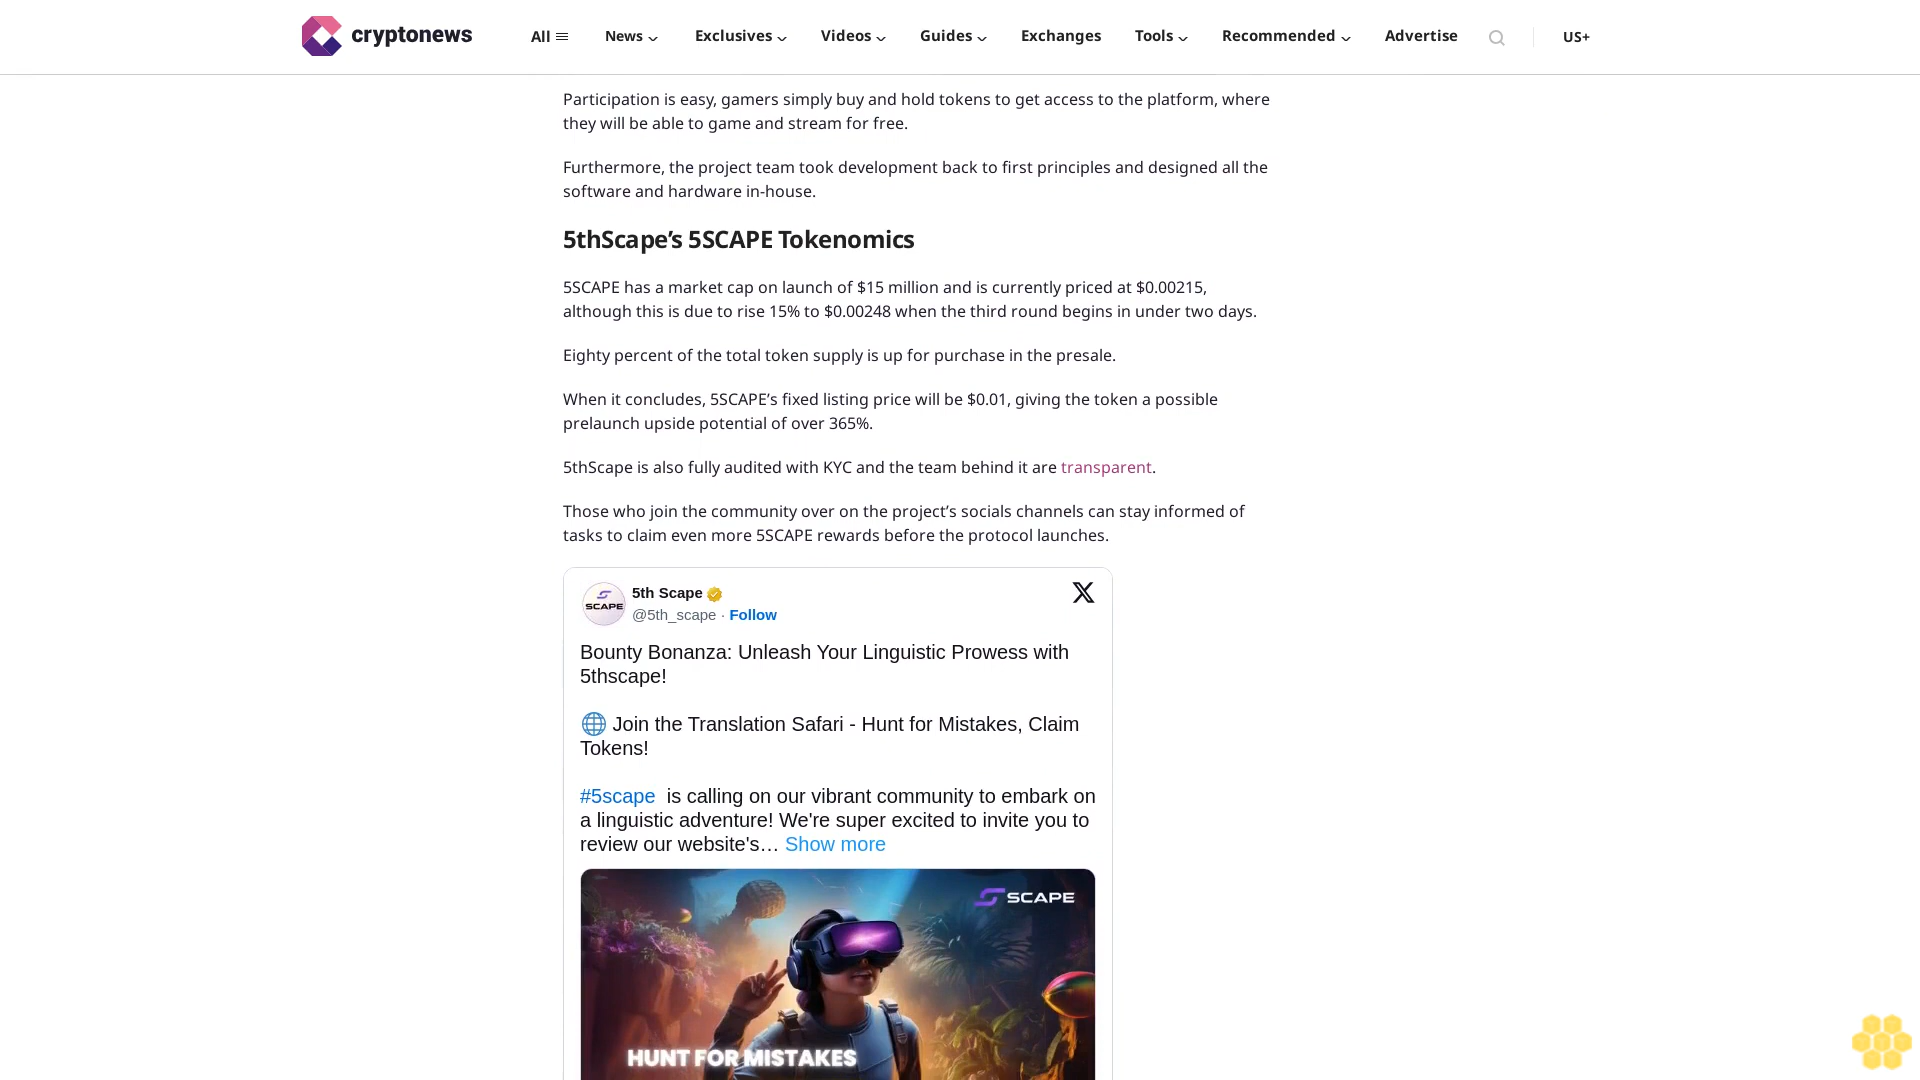 cryptonews
All
News
Exclusives
Videos
Guides
Exchanges
Tools
Recommended
Advertise
US+
Participation is easy, gamers simply buy and hold tokens to get access to the platform, where
they will be able to game and stream for free.
Furthermore, the project team took development back to first principles and designed all the
software and hardware in-house.
5thScape’s 5SCAPE Tokenomics
5SCAPE has a market cap on launch of $15 million and is currently priced at $0.00215,
although this is due to rise 15% to $0.00248 when the third round begins in under two days.
Eighty percent of the total token supply is up for purchase in the presale.
When it concludes, 5SCAPE’s fixed listing price will be $0.01, giving the token a possible
prelaunch upside potential of over 365%.
5thScape is also fully audited with KYC and the team behind it are transparent.
Those who join the community over on the project’s socials channels can stay informed of
tasks to claim even more 5SCAPE rewards before the protocol launches.
SCAPE
5th Scape
@5th_scape · Follow
Bounty Bonanza: Unleash Your Linguistic Prowess with
5thscape!
Join the Translation Safari - Hunt for Mistakes, Claim
Tokens!
#5scape is calling on our vibrant community to embark on
a linguistic adventure! We're super excited to invite you to
review our website's… Show more
SCAPE
HUNT FOR MISTAKES